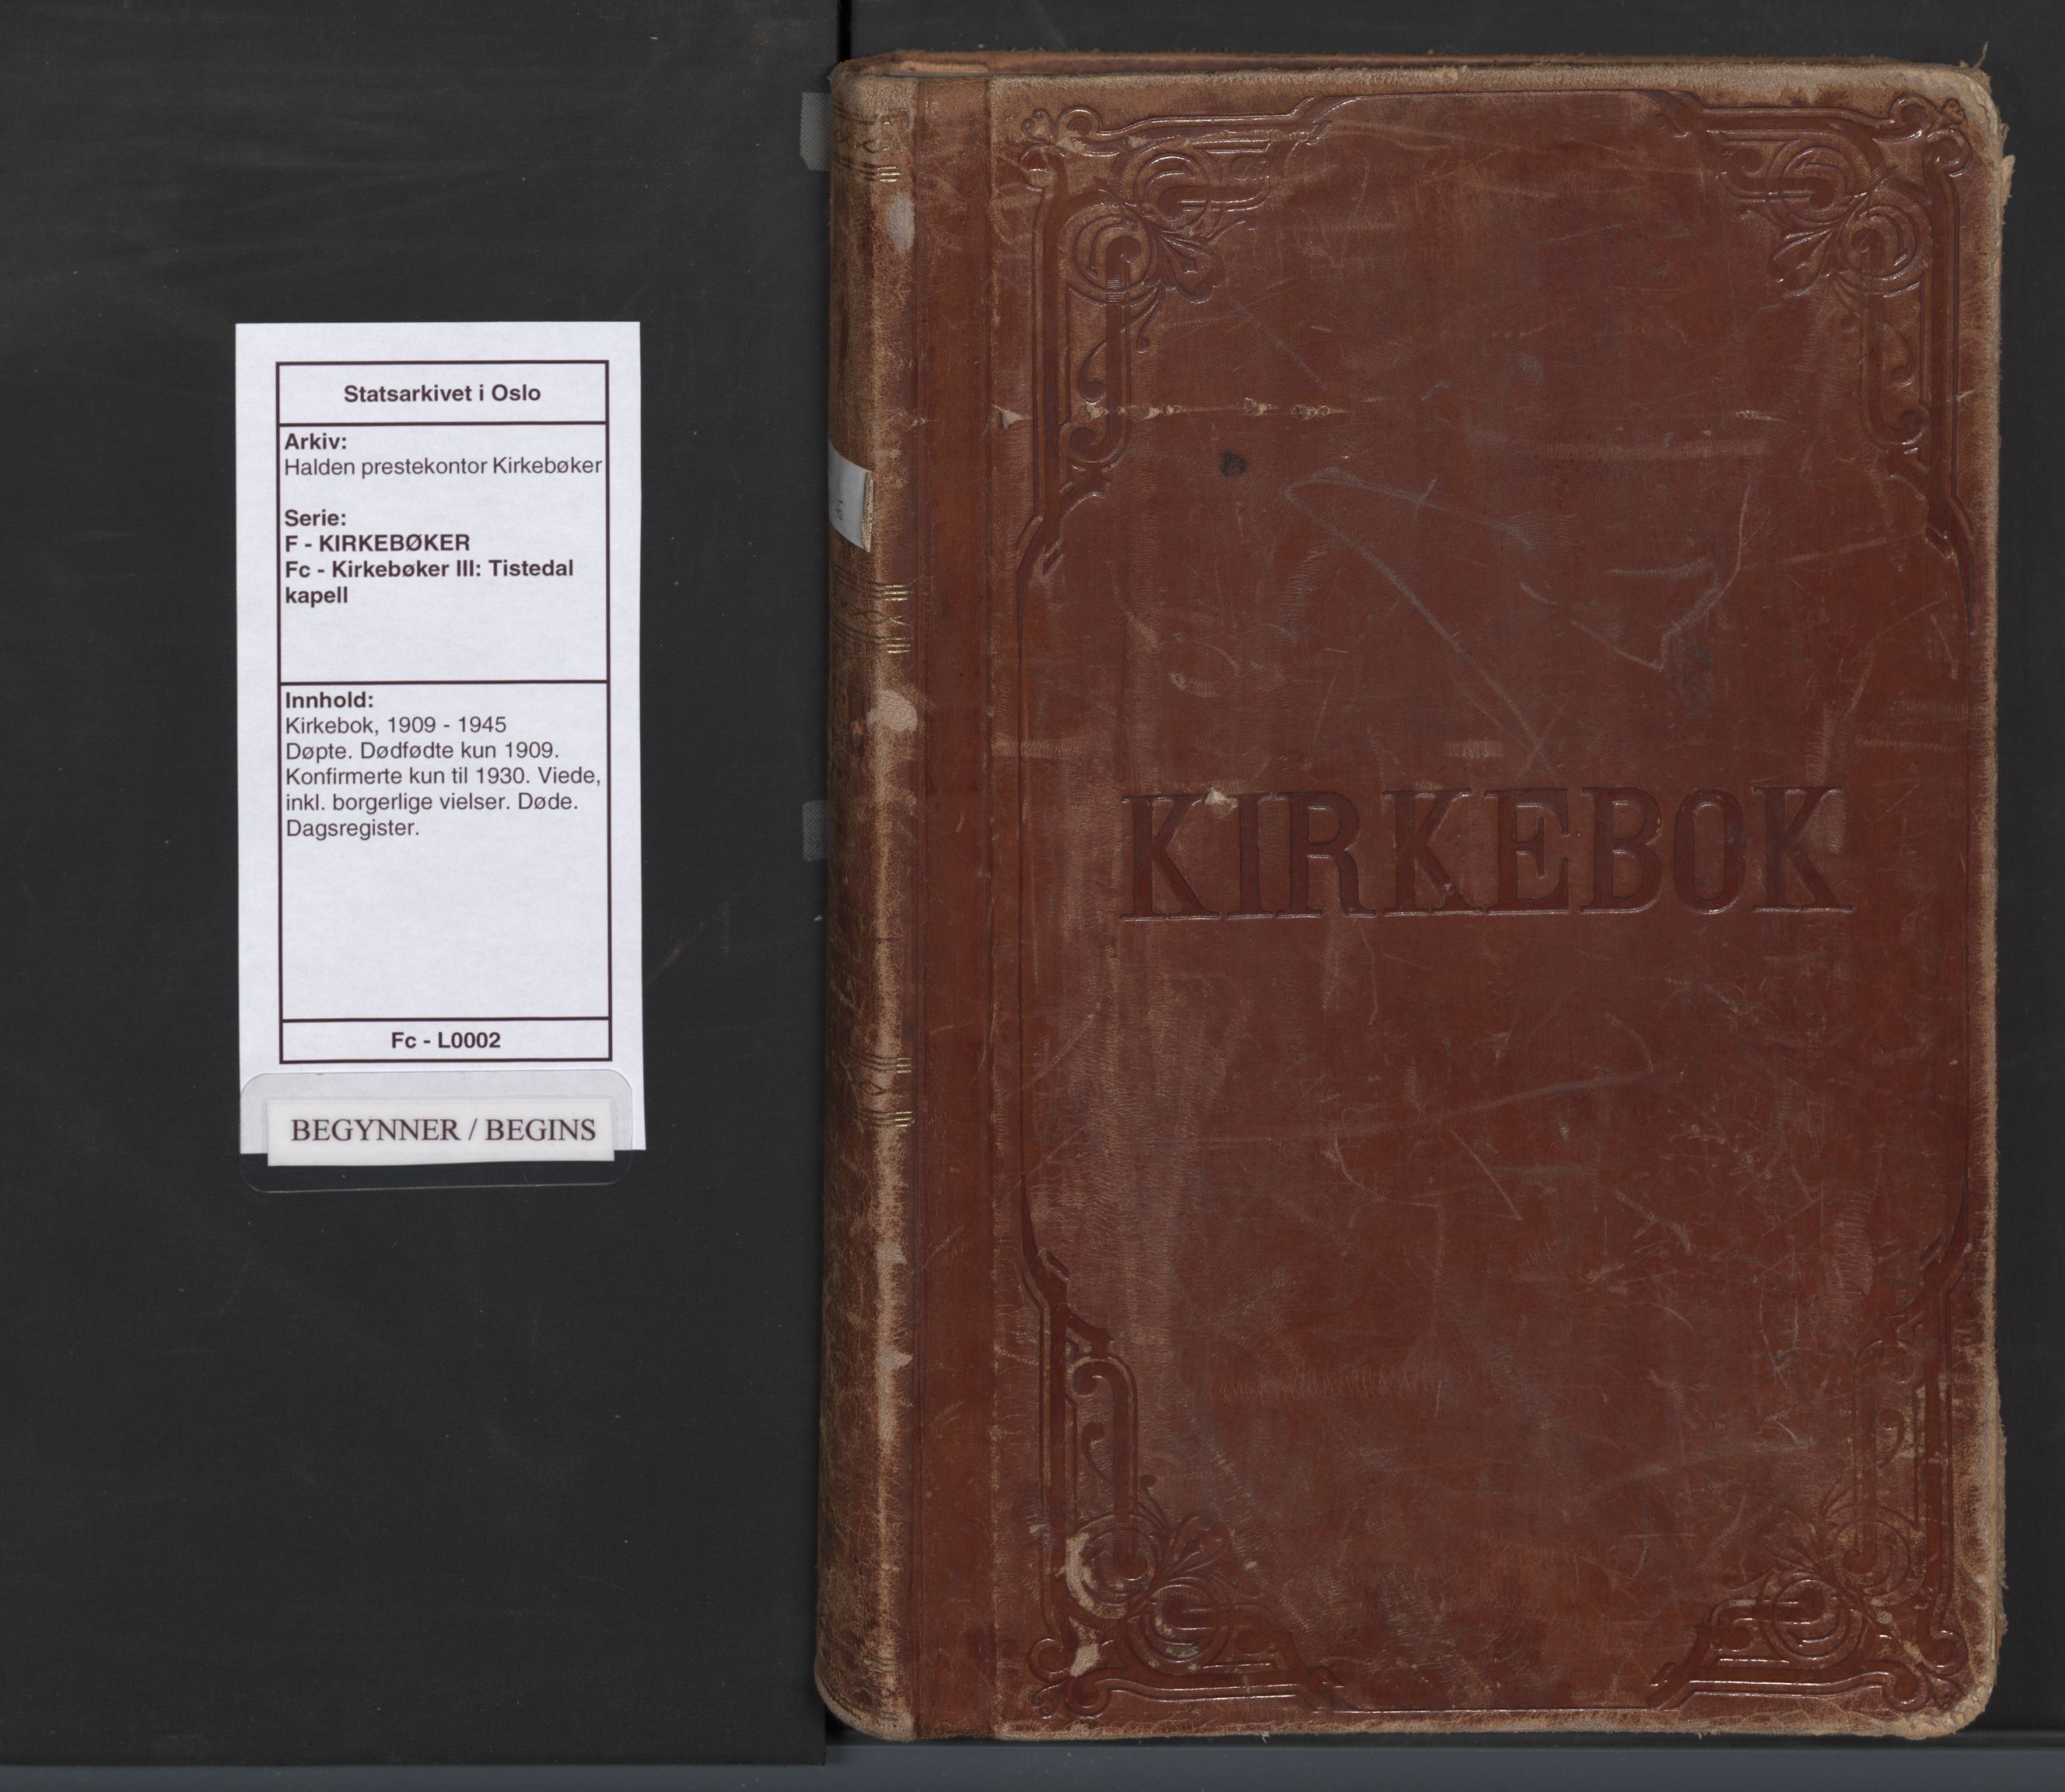 Statsarkivet i Oslo
Arkiv:
Halden prestekontor Kirkebøker
Serie:
F - KIRKEBØKER
Fc - Kirkebøker III: Tistedal
kapell
Innhold:
Kirkebok, 1909 - 1945
Døpte. Dødfødte kun 1909.
Konfirmerte kun til 1930. Viede,
inkl. borgerlige vielser. Døde.
Dagsregister.
Fc - L0002
BEGYNNER / BEGINS
KIRKEBOK